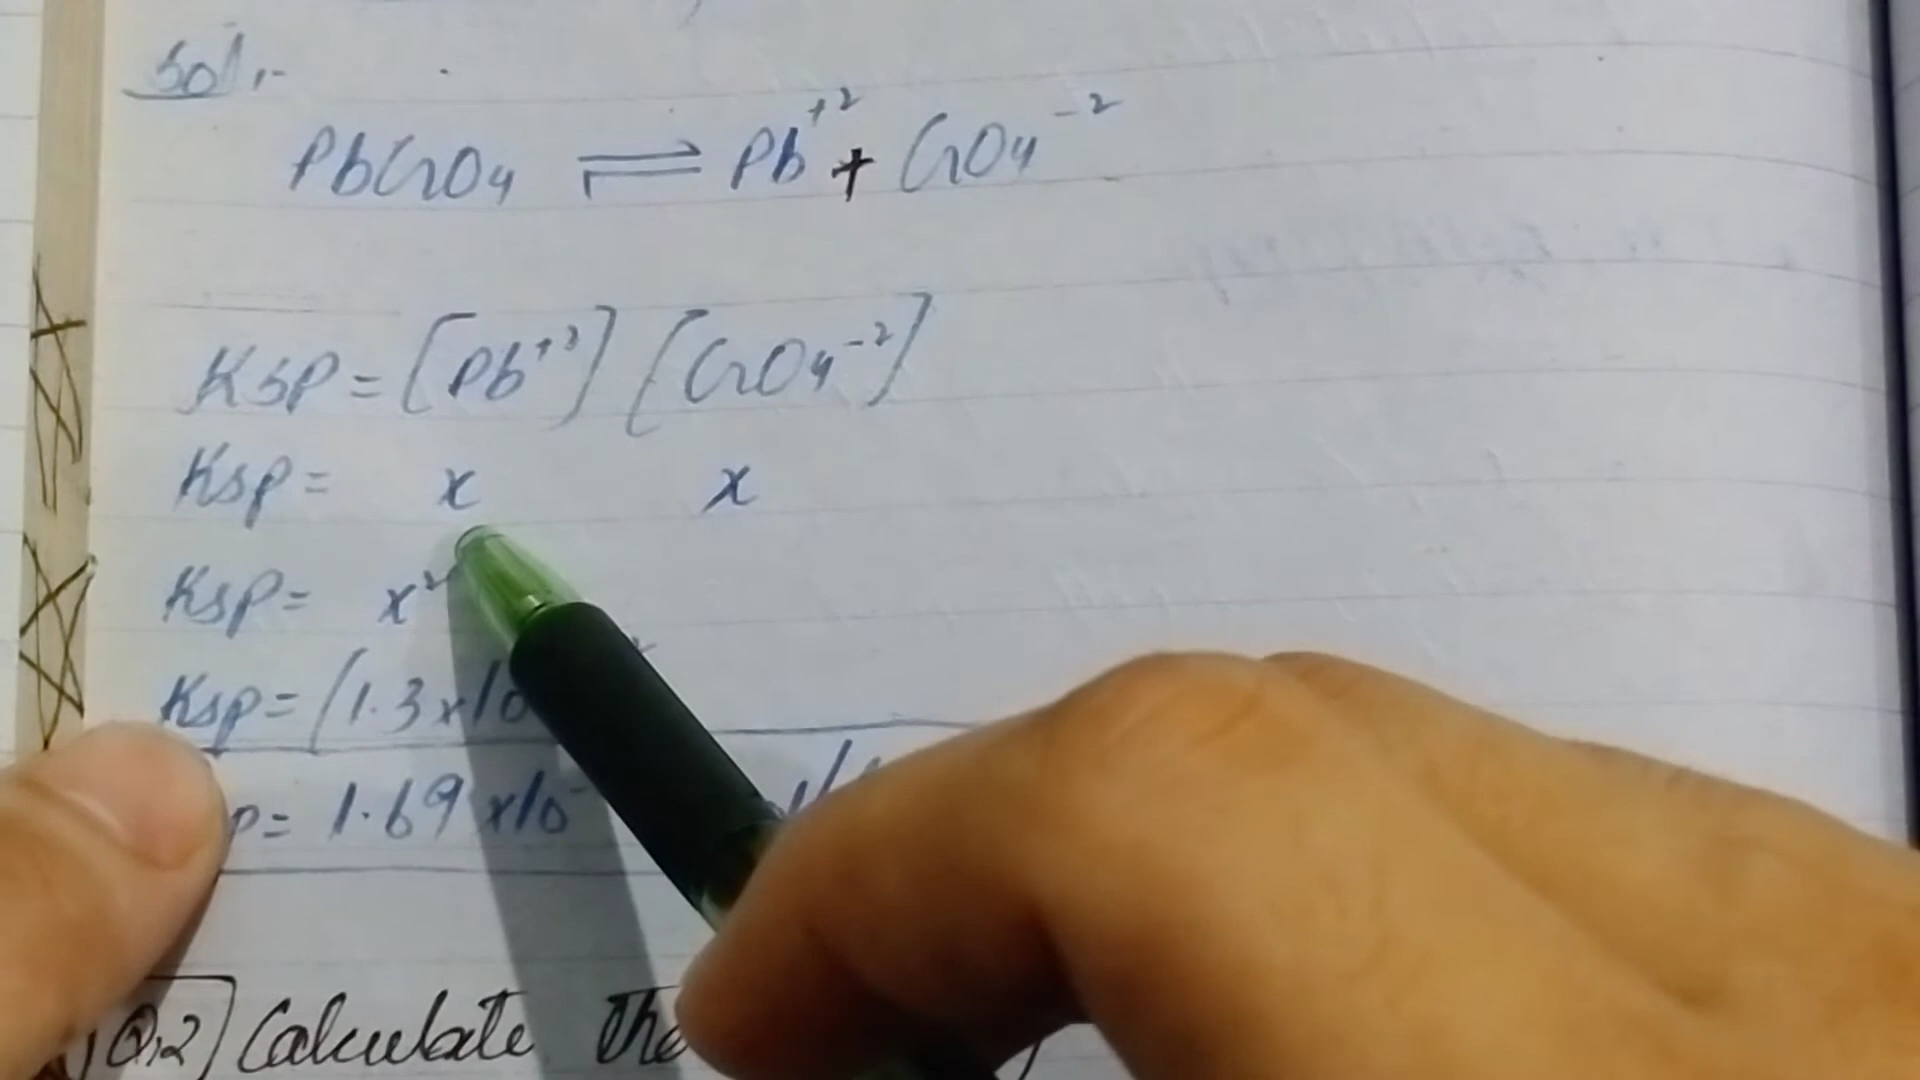 Sol:-
PbCrO4 ⇌ Pb+2 + CrO4-2
Ksp = [Pb+2] [CrO4-2]
Ksp = x x
Ksp = x2
Ksp = (1.3x10 2
p = 1.69 x10-
Q.2] Calculate the